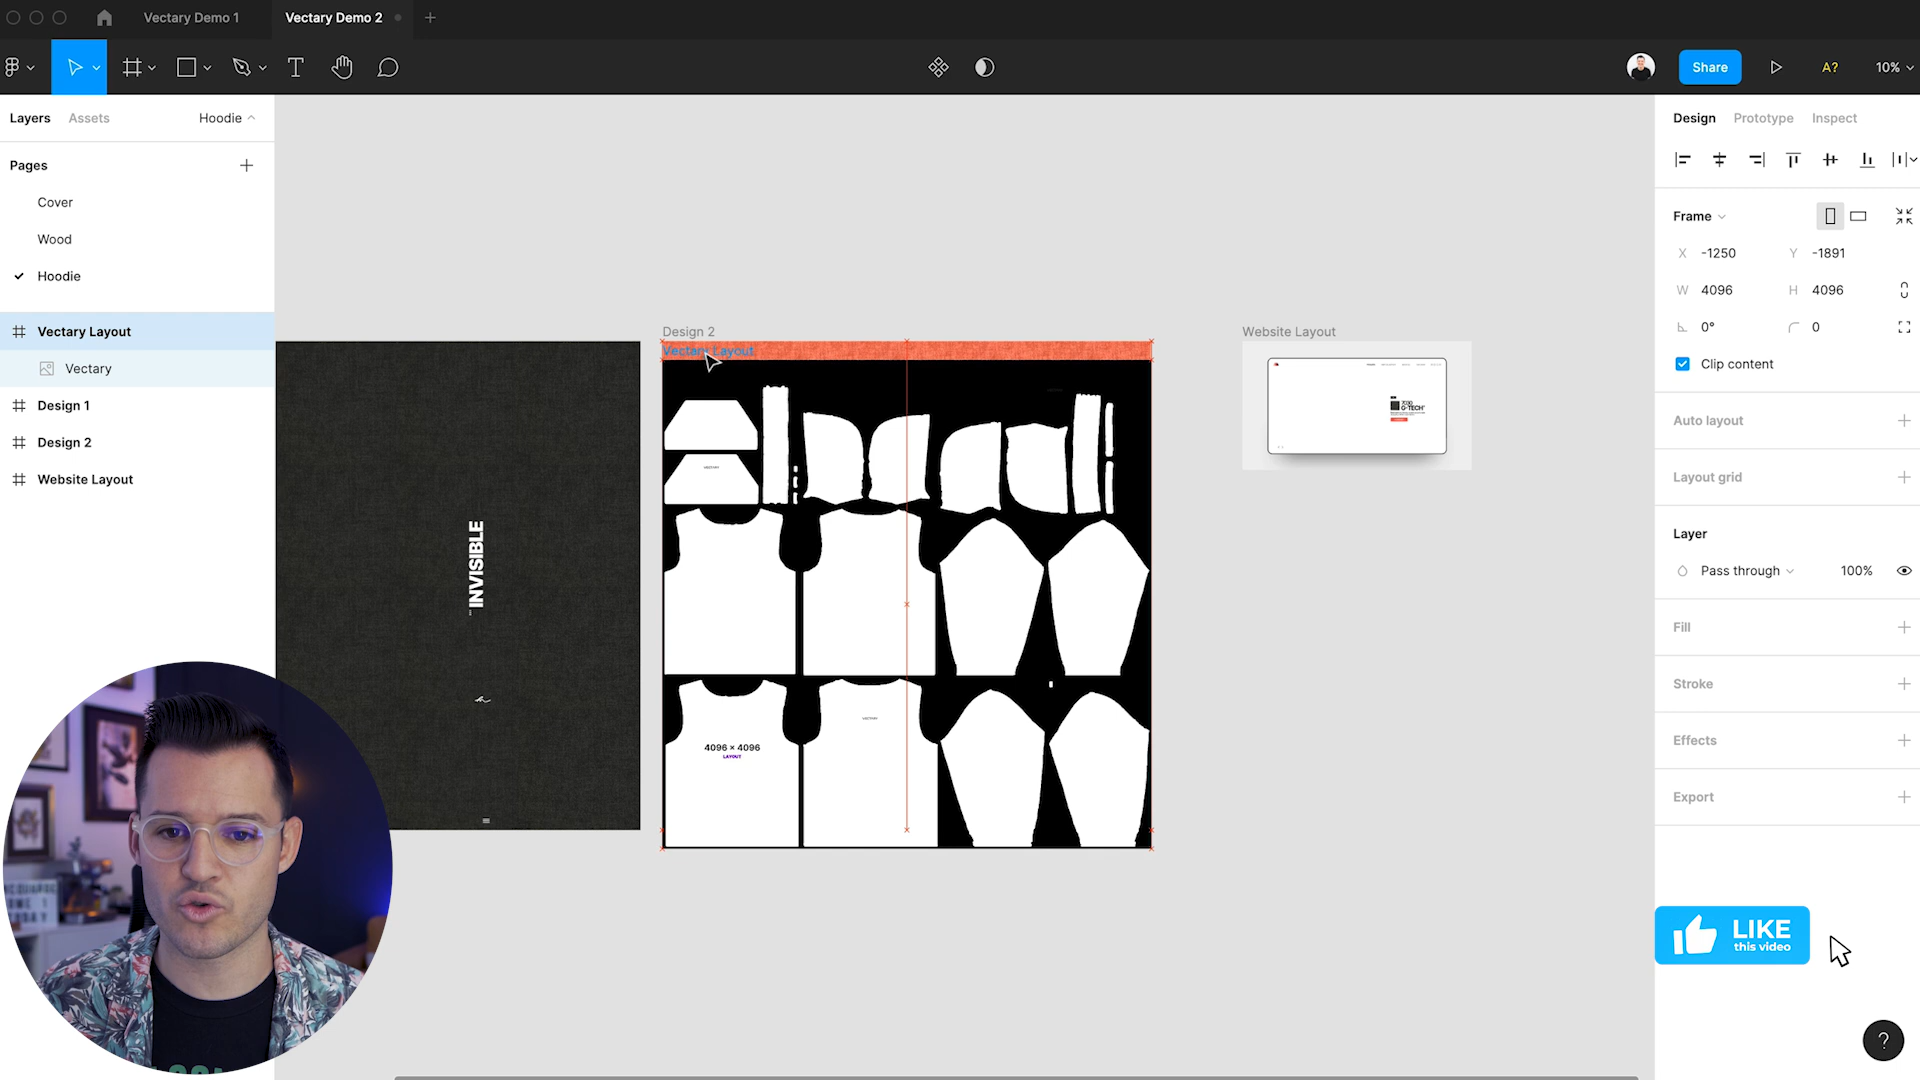 Vectary Demo 1
Vectary Demo 2
Share
A?
10%
Layers
Assets
Hoodie
Pages
Cover
Wood
Hoodie
Vectary Layout
Vectary
Design 1
Design 2
Website Layout
INVISIBLE
Design 2
Vectary Layout
VECTARY
VECTARY
4096 × 4096
LAYOUT
Website Layout
G-TECH
Design
Prototype
Inspect
Frame
X -1250
Y -1891
W 4096
H 4096
0°
0
Clip content
Auto layout
Layout grid
Layer
Pass through
100%
Fill
Stroke
Effects
Export
LIKE
this video
?